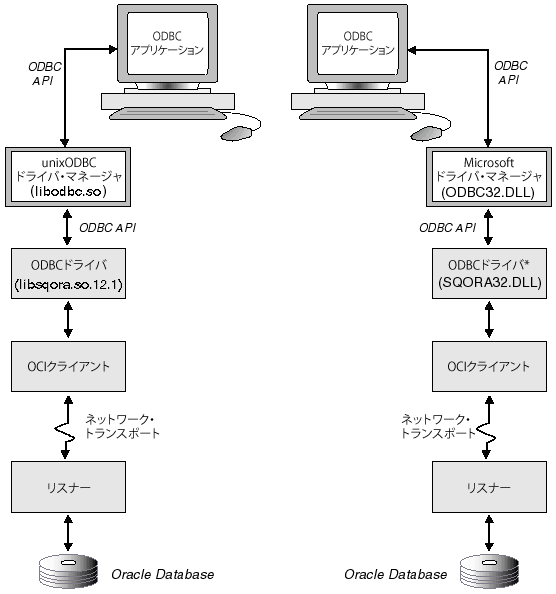 ODBC
アプリケーション
ODBC
API
unixODBC
ドライバ・マネージャ
(libodbc.so)
ODBC API
ODBCドライバ
(libsqora.so.12.1)
OCIクライアント
ネットワーク・
トランスポート
リスナー
Oracle Database
ODBC
アプリケーション
ODBC
API
Microsoft
ドライバ・マネージャ
(ODBC32.DLL)
ODBC API
ODBCドライバ*
(SQORA32.DLL)
OCIクライアント
ネットワーク・
トランスポート
リスナー
Oracle Database